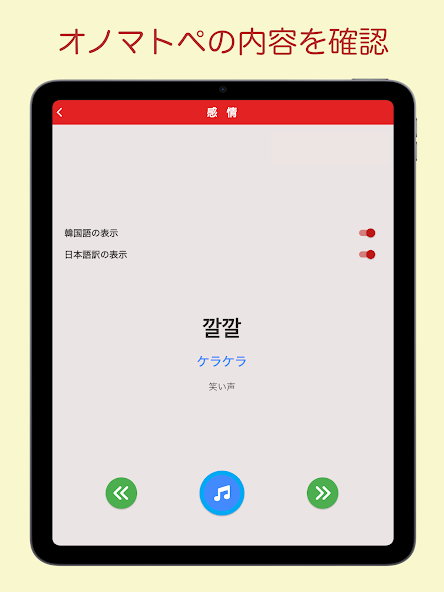 オノマトペの内容を確認
感 情
韓国語の表示
日本語訳の表示
깔깔
ケラケラ
笑い声